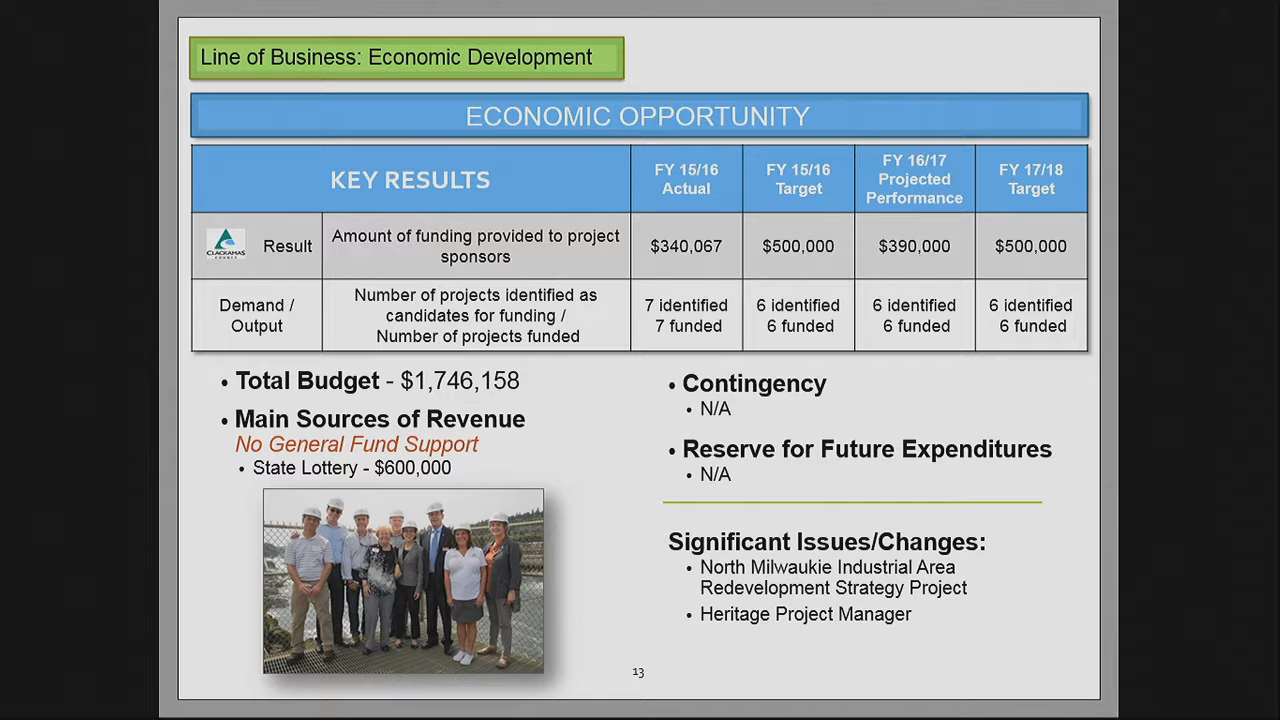 Line of Business: Economic Development
ECONOMIC OPPORTUNITY
KEY RESULTS
FY 15/16
Actual
FY 15/16
Target
FY 16/17
Projected
Performance
FY 17/18
Target
CLACKAMAS
COUNTY
Result
Amount of funding provided to project
sponsors
$340,067
$500,000
$390,000
$500,000
Demand /
Output
Number of projects identified as
candidates for funding /
Number of projects funded
7 identified
7 funded
6 identified
6 funded
6 identified
6 funded
6 identified
6 funded
• Total Budget - $1,746,158
• Main Sources of Revenue
No General Fund Support
• State Lottery - $600,000
• Contingency
• N/A
• Reserve for Future Expenditures
• N/A
Significant Issues/Changes:
• North Milwaukie Industrial Area
Redevelopment Strategy Project
• Heritage Project Manager
13